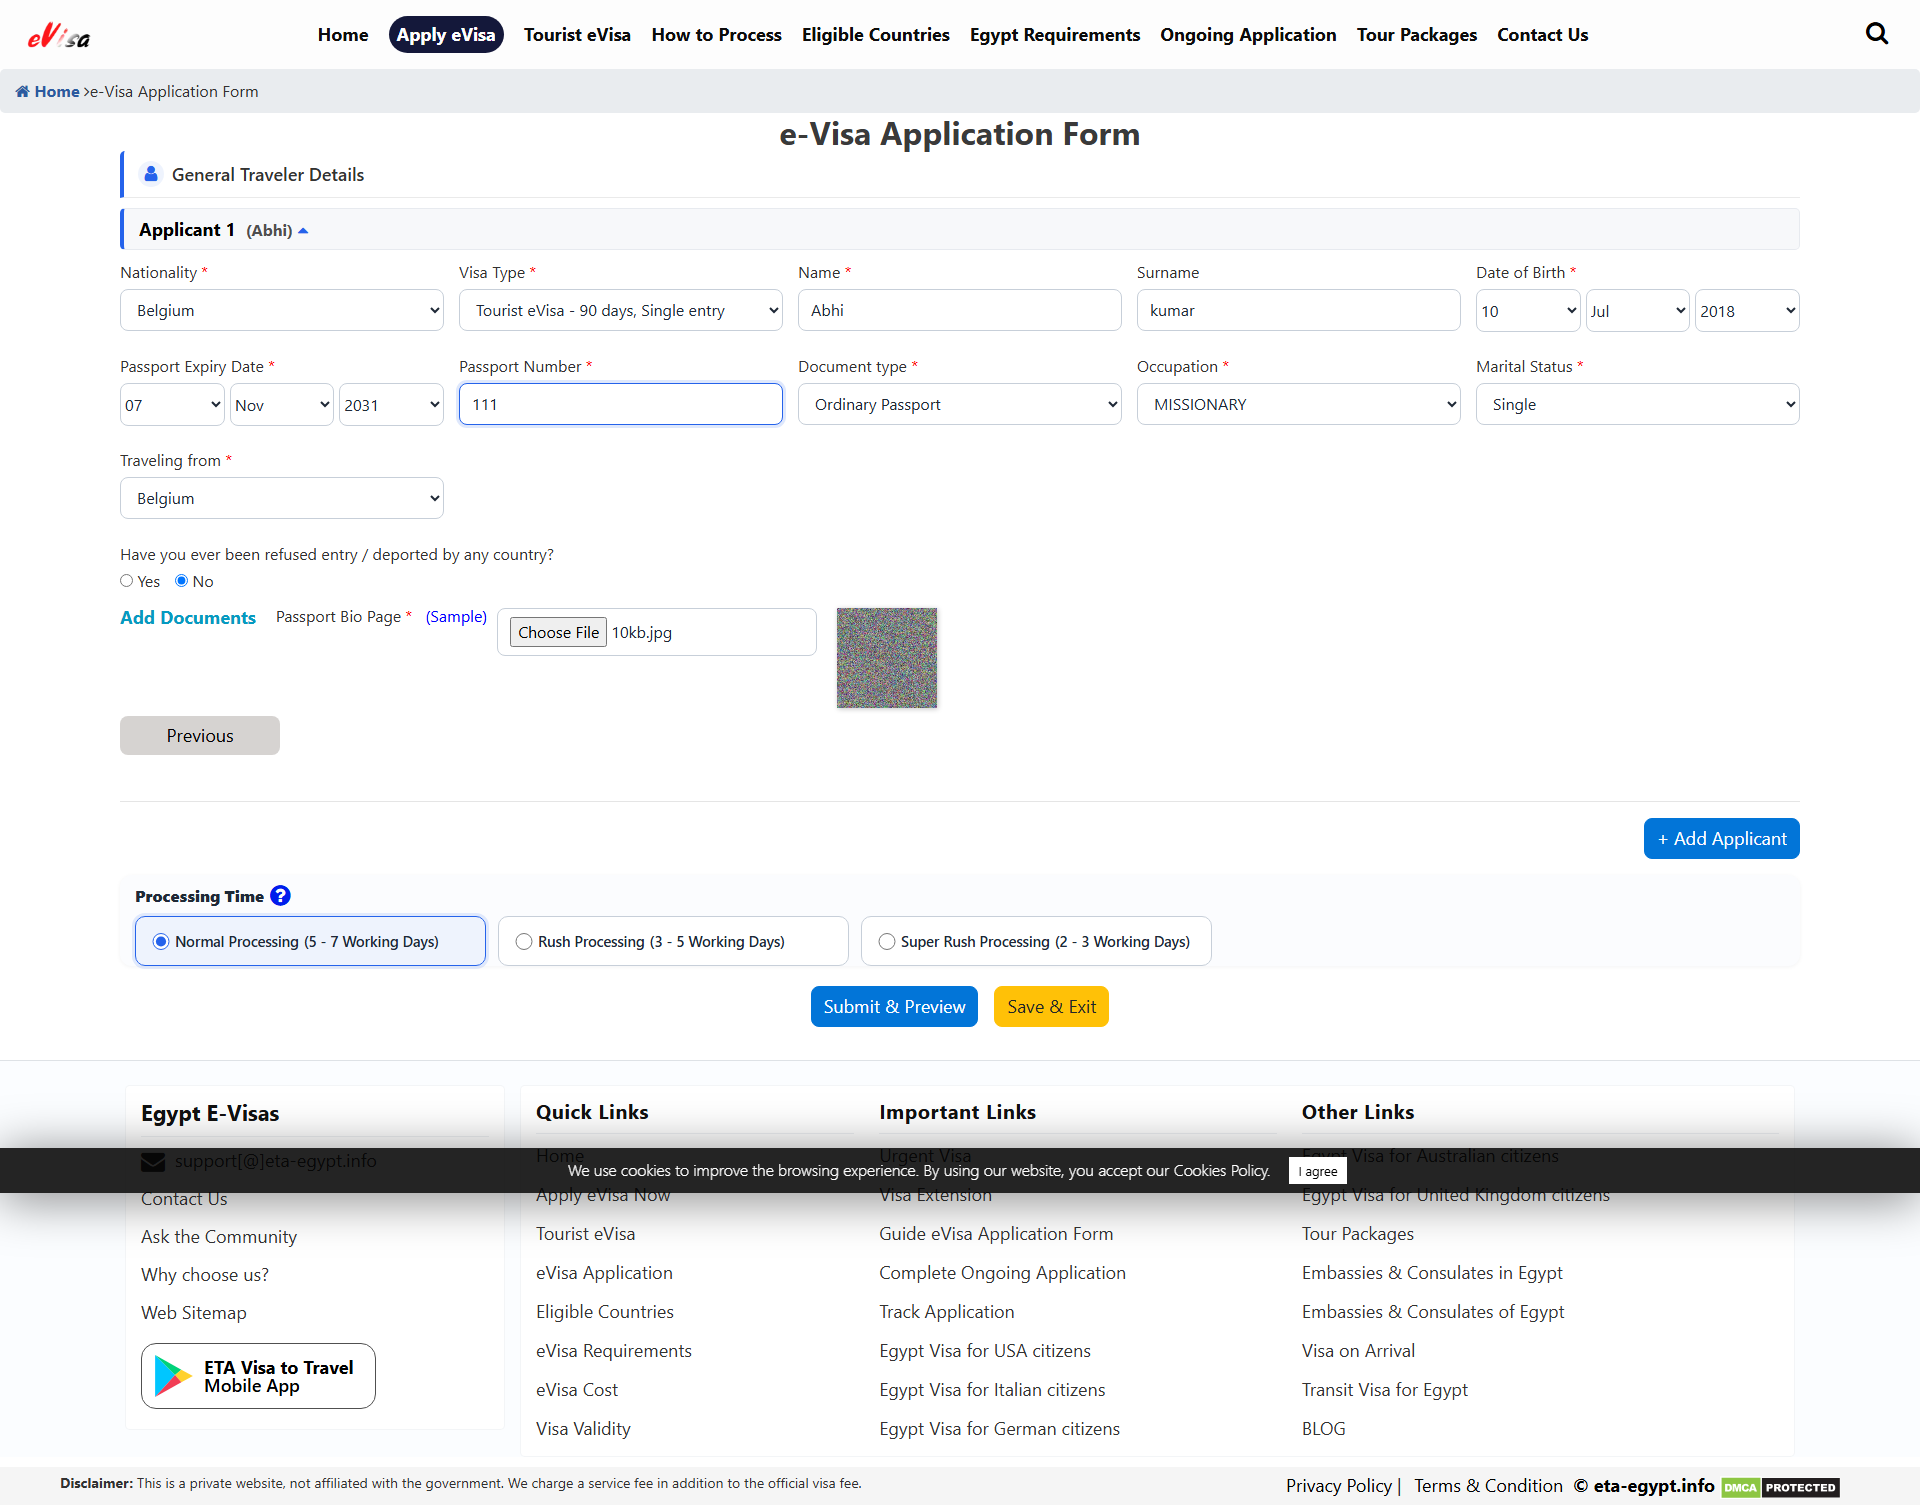 eVisa
Home Apply eVisa Tourist eVisa How to Process Eligible Countries Egypt Requirements Ongoing Application Tour Packages Contact Us
Home ›e-Visa Application Form
e-Visa Application Form
General Traveler Details
Applicant 1 (Abhi)
Nationality * Visa Type * Name * Surname Date of Birth *
Belgium Tourist eVisa - 90 days, Single entry Abhi kumar 10 Jul 2018
Passport Expiry Date * Passport Number * Document type * Occupation * Marital Status *
07 Nov 2031 111 Ordinary Passport MISSIONARY Single
Traveling from *
Belgium
Have you ever been refused entry / deported by any country?
Yes No
Add Documents Passport Bio Page * (Sample) Choose File 10kb.jpg
Previous
+ Add Applicant
Processing Time ?
Normal Processing (5 - 7 Working Days) Rush Processing (3 - 5 Working Days) Super Rush Processing (2 - 3 Working Days)
Submit & Preview Save & Exit
Egypt E-Visas Quick Links Important Links Other Links
support[@]eta-egypt.info Home Urgent Visa Egypt Visa for Australian citizens
We use cookies to improve the browsing experience. By using our website, you accept our Cookies Policy. I agree
Contact Us Apply eVisa Now Visa Extension Egypt Visa for United Kingdom citizens
Ask the Community Tourist eVisa Guide eVisa Application Form Tour Packages
Why choose us? eVisa Application Complete Ongoing Application Embassies & Consulates in Egypt
Web Sitemap Eligible Countries Track Application Embassies & Consulates of Egypt
ETA Visa to Travel
Mobile App
eVisa Requirements Egypt Visa for USA citizens Visa on Arrival
eVisa Cost Egypt Visa for Italian citizens Transit Visa for Egypt
Visa Validity Egypt Visa for German citizens BLOG
Disclaimer: This is a private website, not affiliated with the government. We charge a service fee in addition to the official visa fee.
Privacy Policy | Terms & Condition © eta-egypt.info DMCA PROTECTED